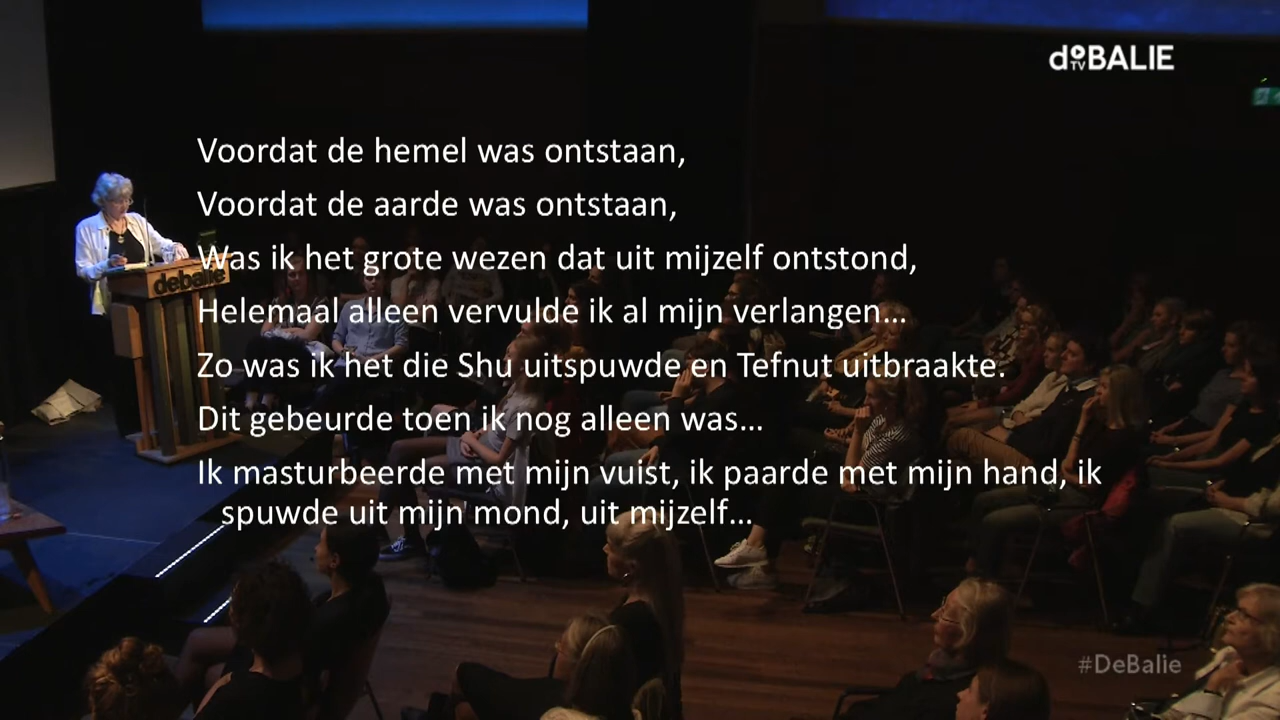 doBALIE
TV
debalie
Voordat de hemel was ontstaan,
Voordat de aarde was ontstaan,
Was ik het grote wezen dat uit mijzelf ontstond,
Helemaal alleen vervulde ik al mijn verlangen...
Zo was ik het die Shu uitspuwde en Tefnut uitbraakte.
Dit gebeurde toen ik nog alleen was...
Ik masturbeerde met mijn vuist, ik paarde met mijn hand, ik
spuwde uit mijn mond, uit mijzelf...
#DeBalie